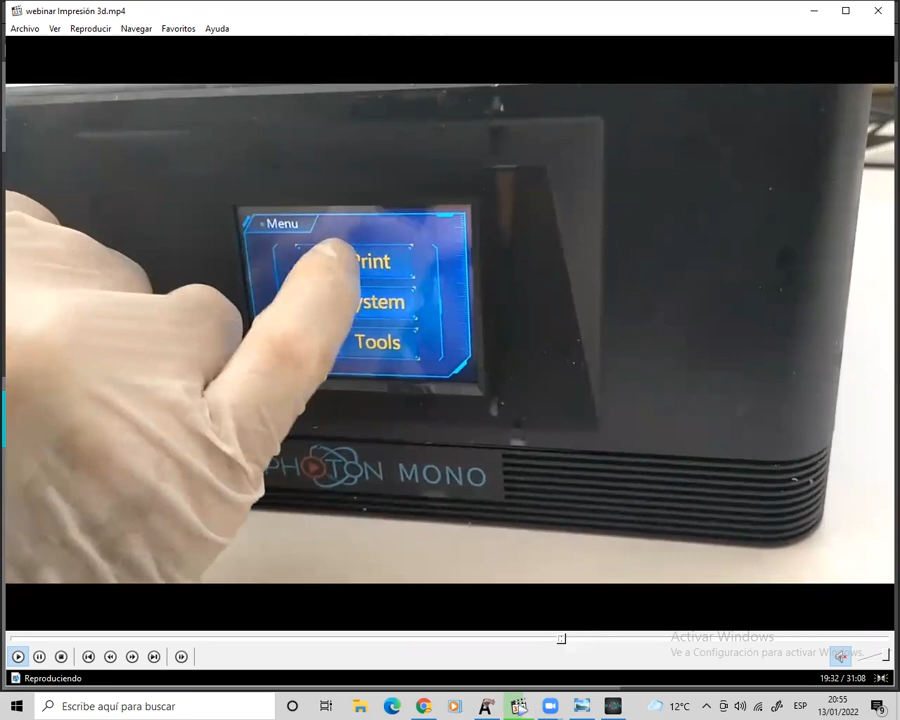 webinar Impresión 3d.mp4
Archivo Ver Reproducir Navegar Favoritos Ayuda
Menu
Print
System
Tools
PHOTON MONO
Activar Windows
Ve a Configuración para activar Windows.
Reproduciendo
19:32 / 31:08
Escribe aquí para buscar
12°C
ESP
20:55
13/01/2022
9